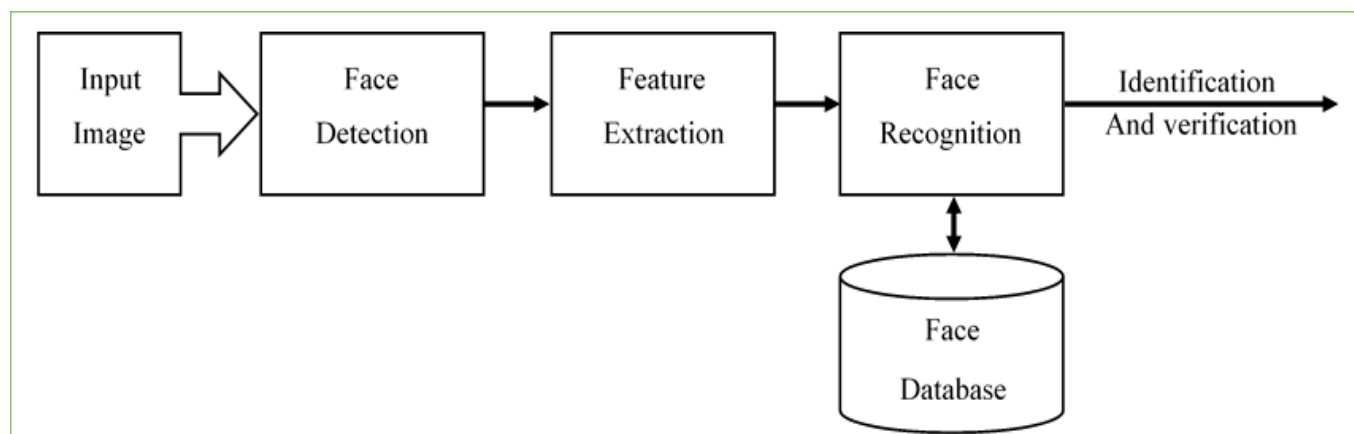 Input
Image
Face
Detection
Feature
Extraction
Face
Recognition
Identification
And verification
Face
Database